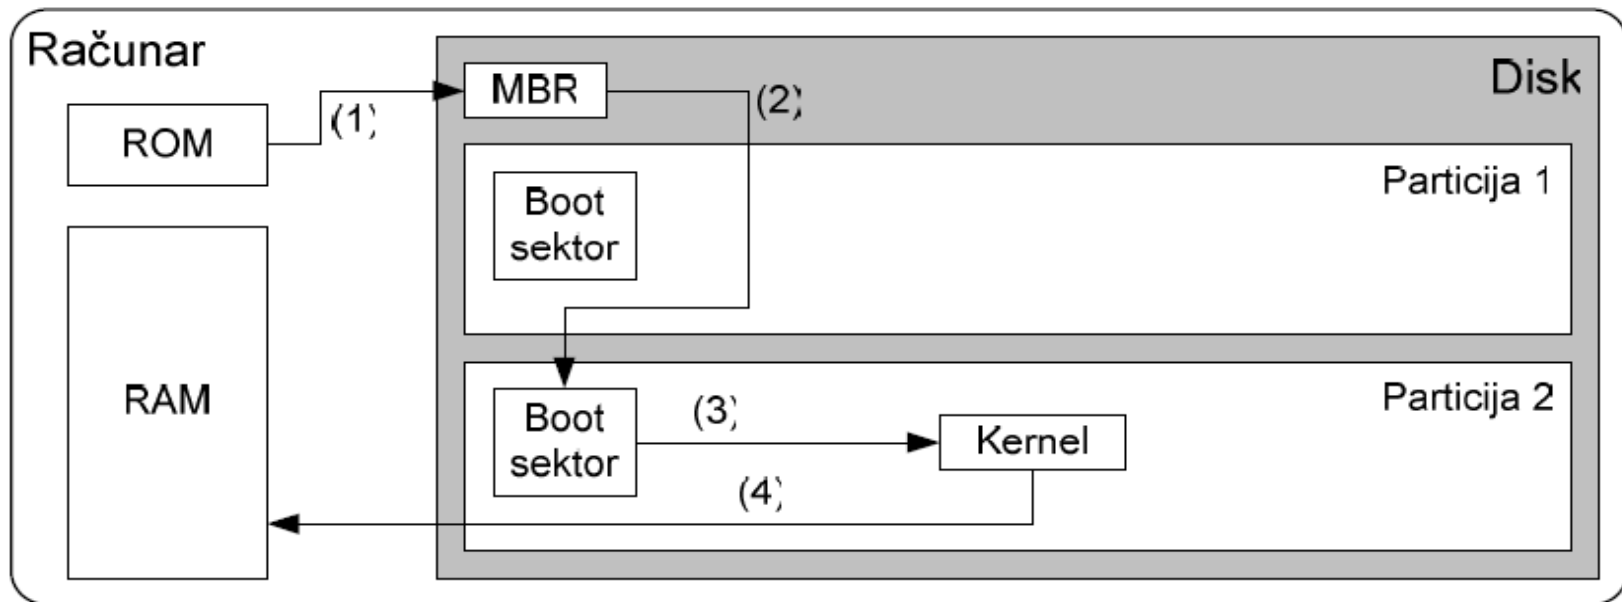 Računar
Disk
MBR
(1)
(2)
ROM
Particija 1
Boot
sektor
RAM
Particija 2
Boot
sektor
(3)
Kernel
(4)